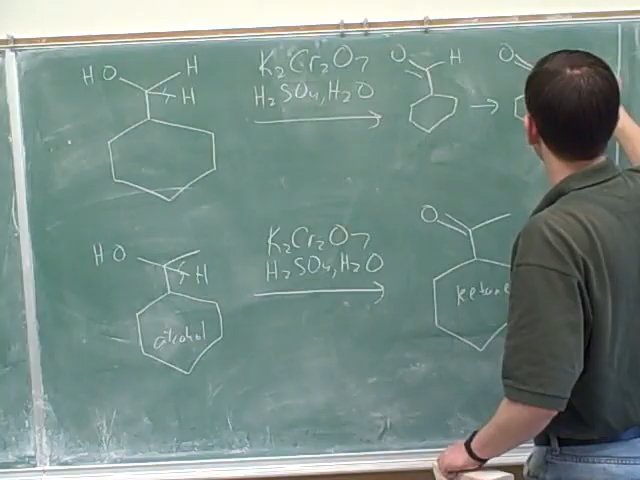 HO H H
K2Cr2O7
H2SO4, H2O
O H
O
HO H
K2Cr2O7
H2SO4, H2O
O
alcohol
ketone